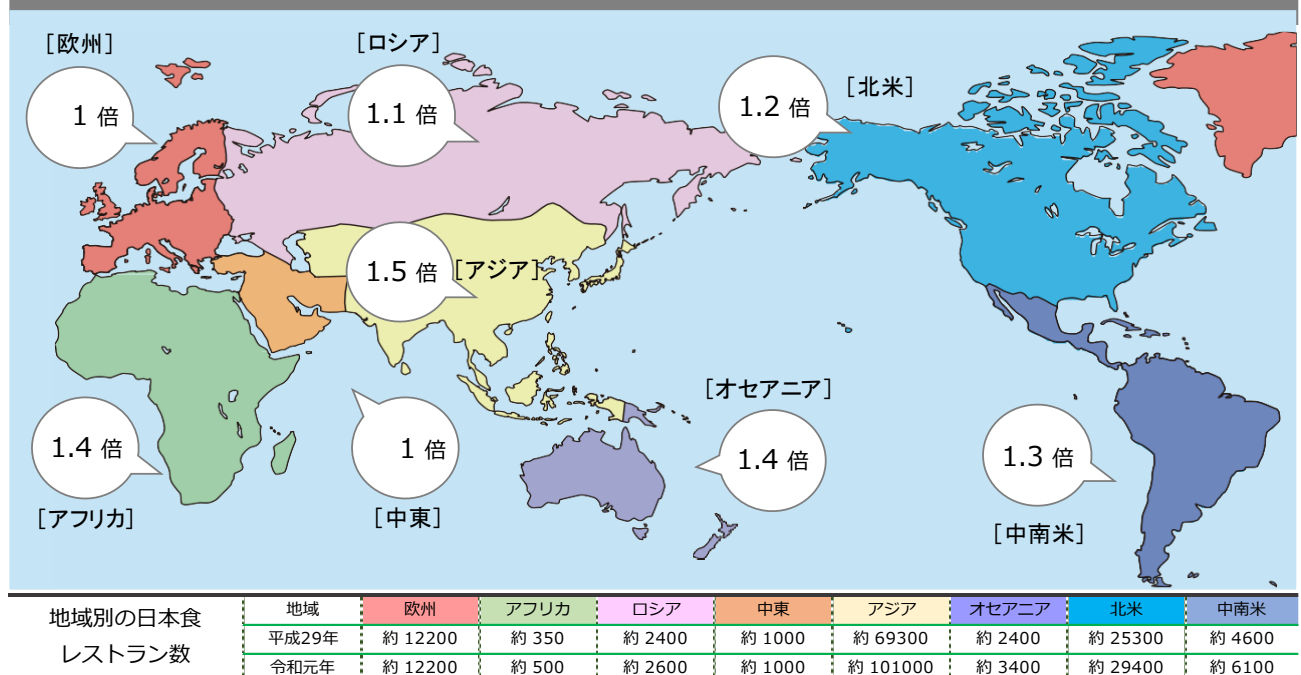 [欧州]
1 倍
[ロシア]
1.1 倍
1.2 倍
[北米]
1.5 倍
[アジア]
[オセアニア]
1.4 倍
[アフリカ]
1 倍
[中東]
1.4 倍
1.3 倍
[中南米]
地域別の日本食
レストラン数
地域 欧州 アフリカ ロシア 中東 アジア オセアニア 北米 中南米
平成29年 約 12200 約 350 約 2400 約 1000 約 69300 約 2400 約 25300 約 4600
令和元年 約 12200 約 500 約 2600 約 1000 約 101000 約 3400 約 29400 約 6100